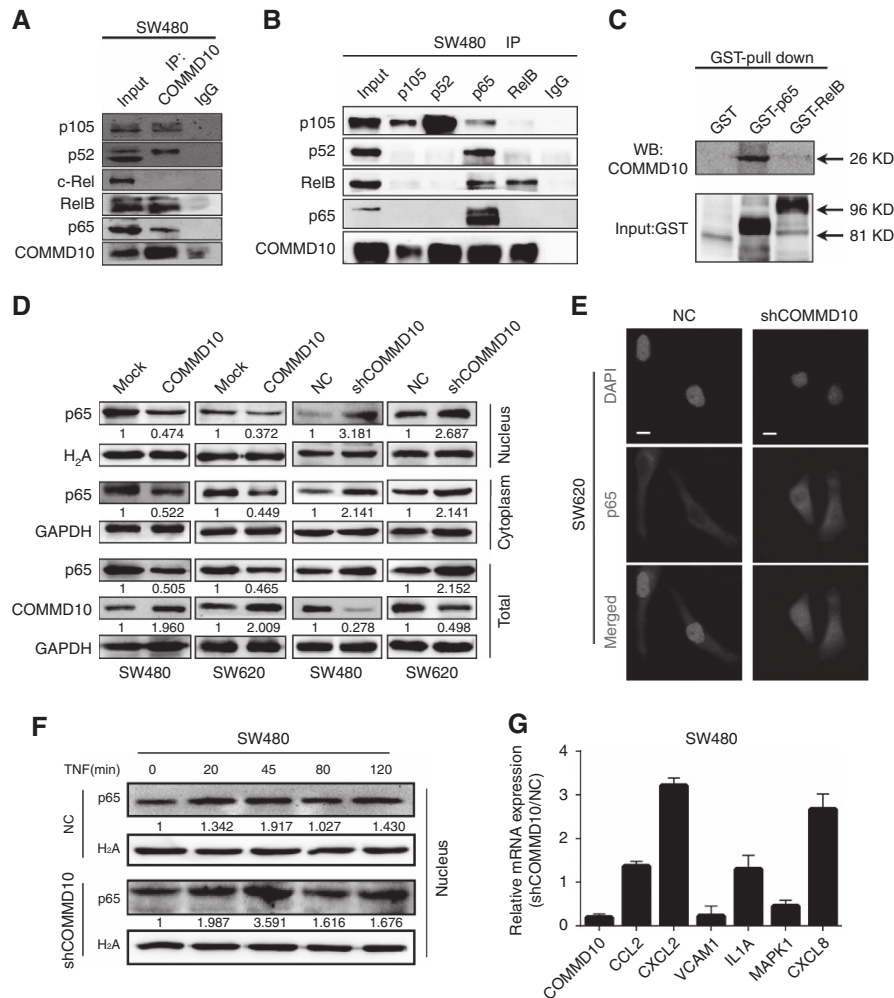 A
SW480
Input
IP: COMMD10
IgG
p105
p52
c-Rel
RelB
p65
COMMD10
B
SW480 IP
Input p105 p52 p65 RelB IgG
p105
p52
RelB
p65
COMMD10
C
GST-pull down
GST GST-p65 GST-RelB
WB:
COMMD10
26 KD
Input:GST
96 KD
81 KD
D
Mock COMMD10 Mock COMMD10 NC shCOMMD10 NC shCOMMD10
p65
1 0.474 1 0.372 1 3.181 1 2.687
H2A
Nucleus
p65
1 0.522 1 0.449 1 2.141 1 2.141
GAPDH
Cytoplasm
p65
1 0.505 1 0.465 1 2.152
COMMD10
1 1.960 1 2.009 1 0.278 1 0.498
GAPDH
Total
SW480 SW620 SW480 SW620
E
NC shCOMMD10
SW620
DAPI
p65
Merged
F
SW480
TNF(min) 0 20 45 80 120
NC
p65
1 1.342 1.917 1.027 1.430
H2A
shCOMMD10
p65
1 1.987 3.591 1.616 1.676
H2A
Nucleus
G
SW480
Relative mRNA expression
(shCOMMD10/NC)
4
3
2
1
0
COMMD10
CCL2
CXCL2
VCAM1
IL1A
MAPK1
CXCL8